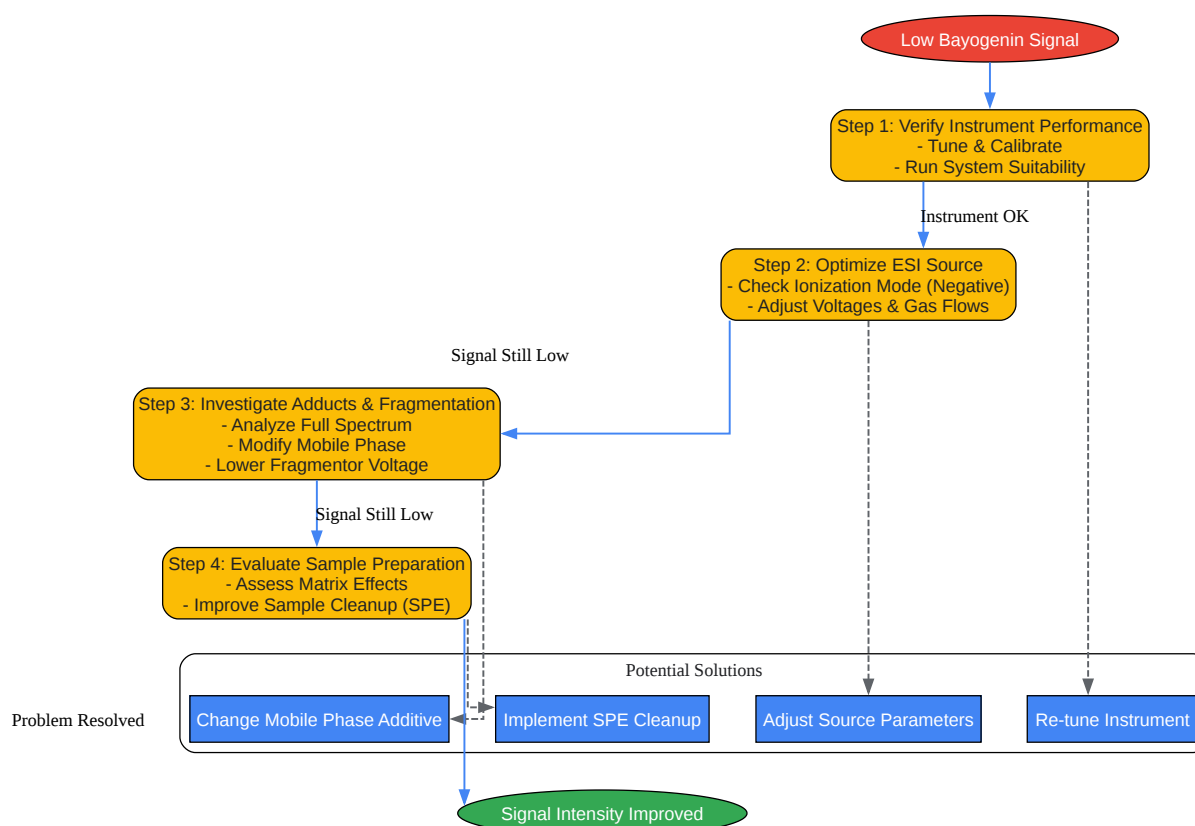 Low Bayogenin Signal
Step 1: Verify Instrument Performance
- Tune & Calibrate
- Run System Suitability
Instrument OK
Step 2: Optimize ESI Source
- Check Ionization Mode (Negative)
- Adjust Voltages & Gas Flows
Signal Still Low
Step 3: Investigate Adducts & Fragmentation
- Analyze Full Spectrum
- Modify Mobile Phase
- Lower Fragmentor Voltage
Signal Still Low
Step 4: Evaluate Sample Preparation
- Assess Matrix Effects
- Improve Sample Cleanup (SPE)
Potential Solutions
Problem Resolved
Change Mobile Phase Additive
Implement SPE Cleanup
Adjust Source Parameters
Re-tune Instrument
Signal Intensity Improved